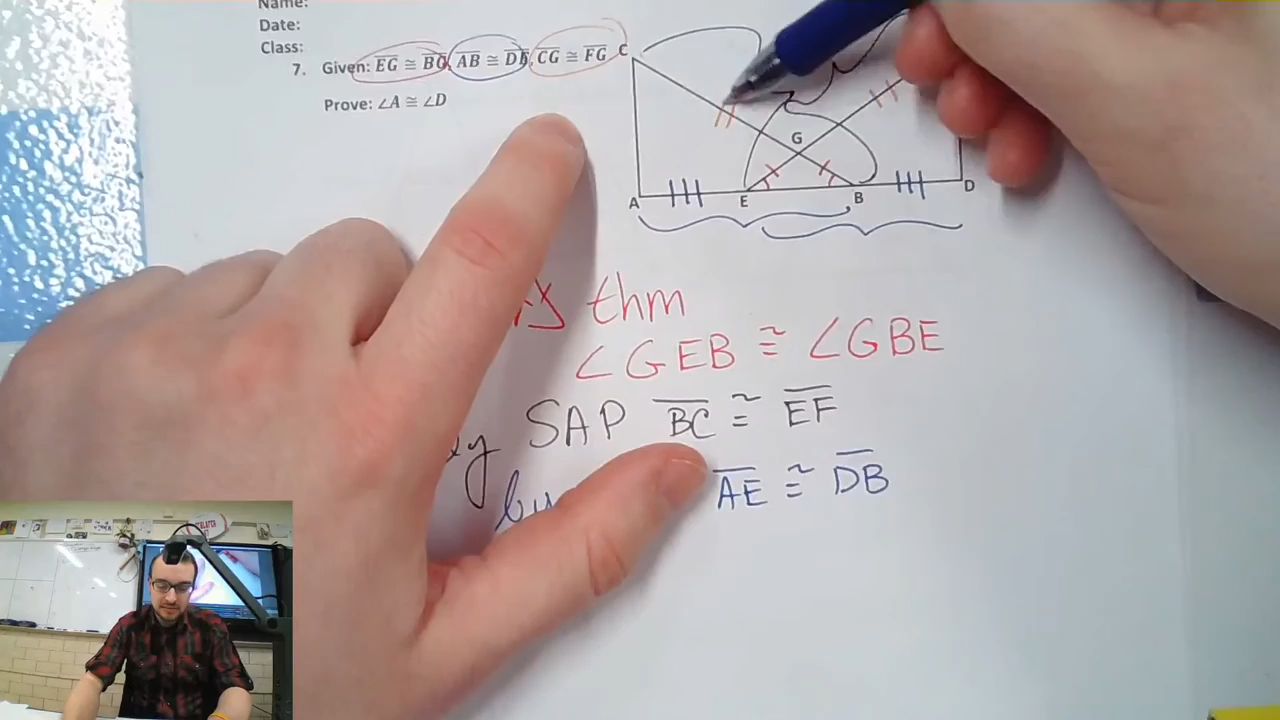 Name:
Date:
Class:
7. Given: EG ≅ BG, AB ≅ DE, CG ≅ FG
Prove: ∠A ≅ ∠D
C
G
A E B D
thm
∠GEB ≅ ∠GBE
SAP BC ≅ EF
by AE ≅ DB